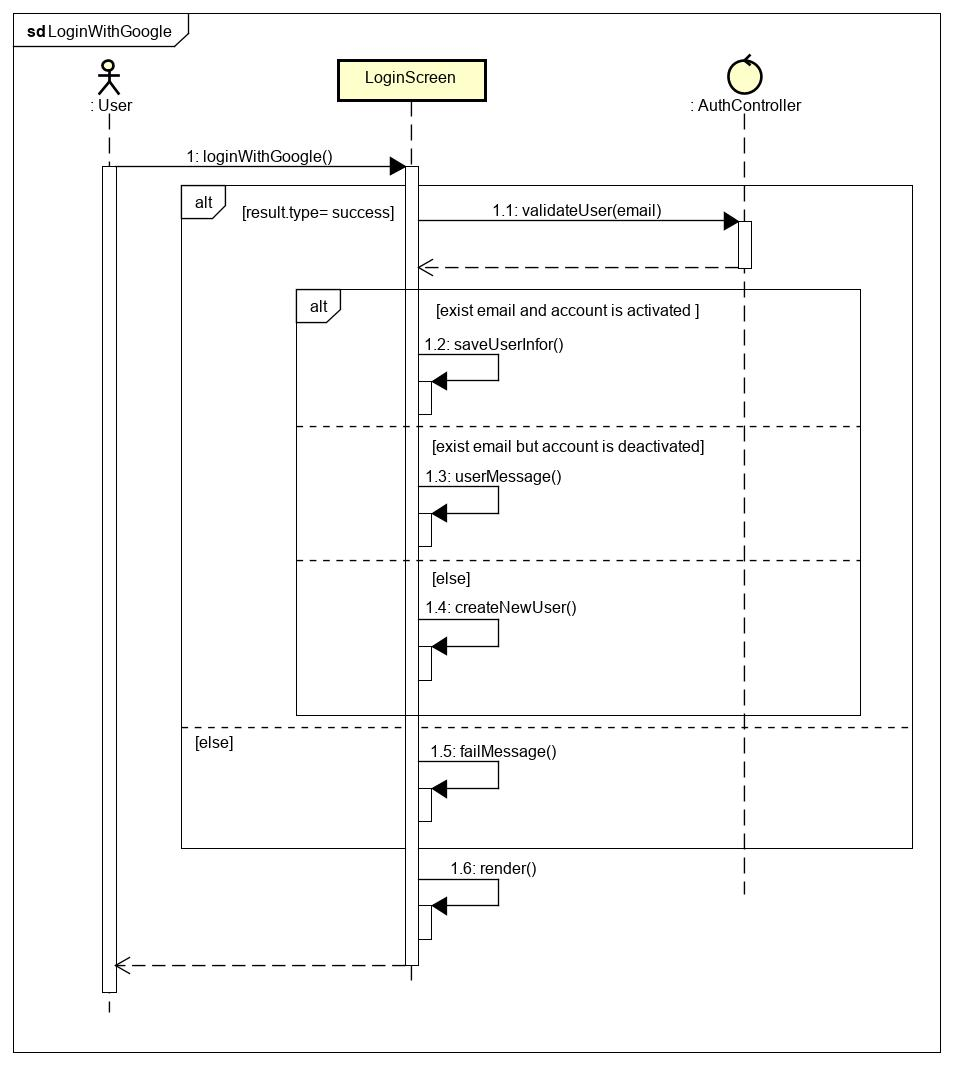 sd LoginWithGoogle
: User
LoginScreen
: AuthController
1: loginWithGoogle()
alt
[result.type= success]
1.1: validateUser(email)
alt
[exist email and account is activated ]
1.2: saveUserInfor()
[exist email but account is deactivated]
1.3: userMessage()
[else]
1.4: createNewUser()
[else]
1.5: failMessage()
1.6: render()